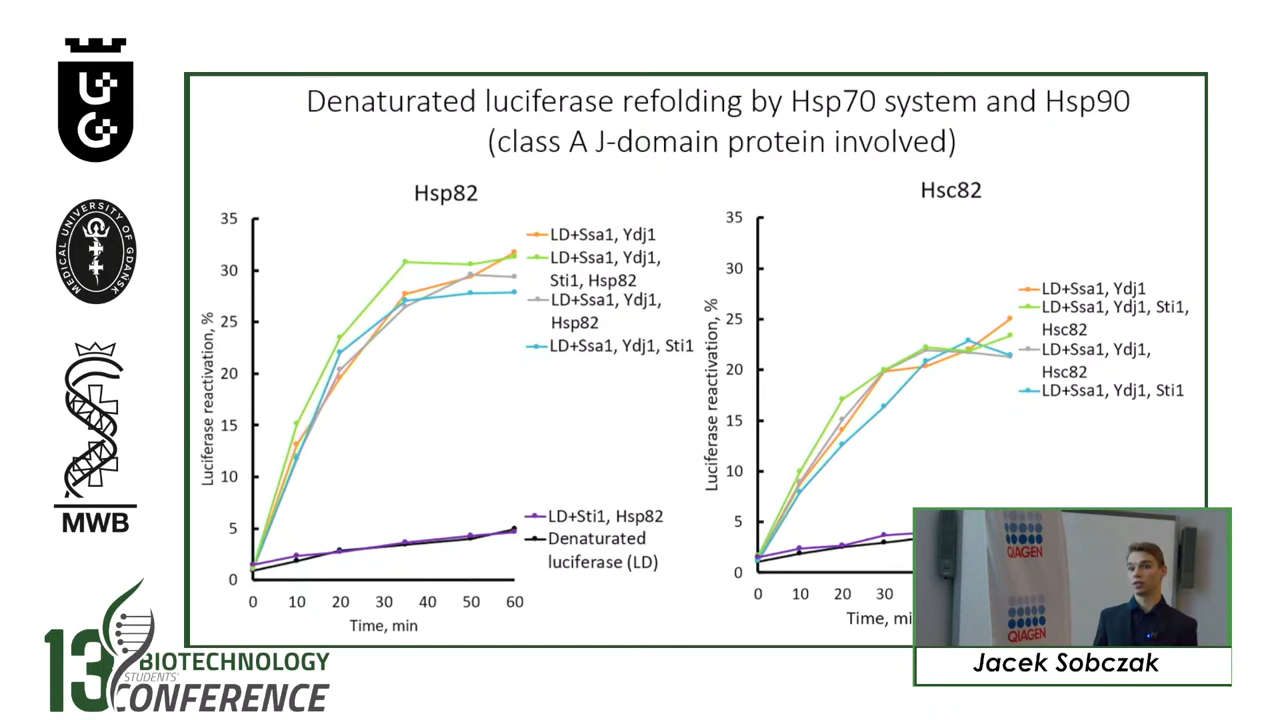 UG
MEDICAL UNIVERSITY OF GDANSK
MWB
13
BIOTECHNOLOGY
STUDENTS'
CONFERENCE
Denaturated luciferase refolding by Hsp70 system and Hsp90
(class A J-domain protein involved)
Hsp82
35
30
25
20
15
10
5
0
Luciferase reactivation, %
0 10 20 30 40 50 60
Time, min
LD+Ssa1, Ydj1
LD+Ssa1, Ydj1,
Sti1, Hsp82
LD+Ssa1, Ydj1,
Hsp82
LD+Ssa1, Ydj1, Sti1
LD+Sti1, Hsp82
Denaturated
luciferase (LD)
Hsc82
35
30
25
20
15
10
5
0
Luciferase reactivation, %
0 10 20 30
Time, mi
LD+Ssa1, Ydj1
LD+Ssa1, Ydj1, Sti1,
Hsc82
LD+Ssa1, Ydj1,
Hsc82
LD+Ssa1, Ydj1, Sti1
QIAGEN
QIAGEN
Jacek Sobczak